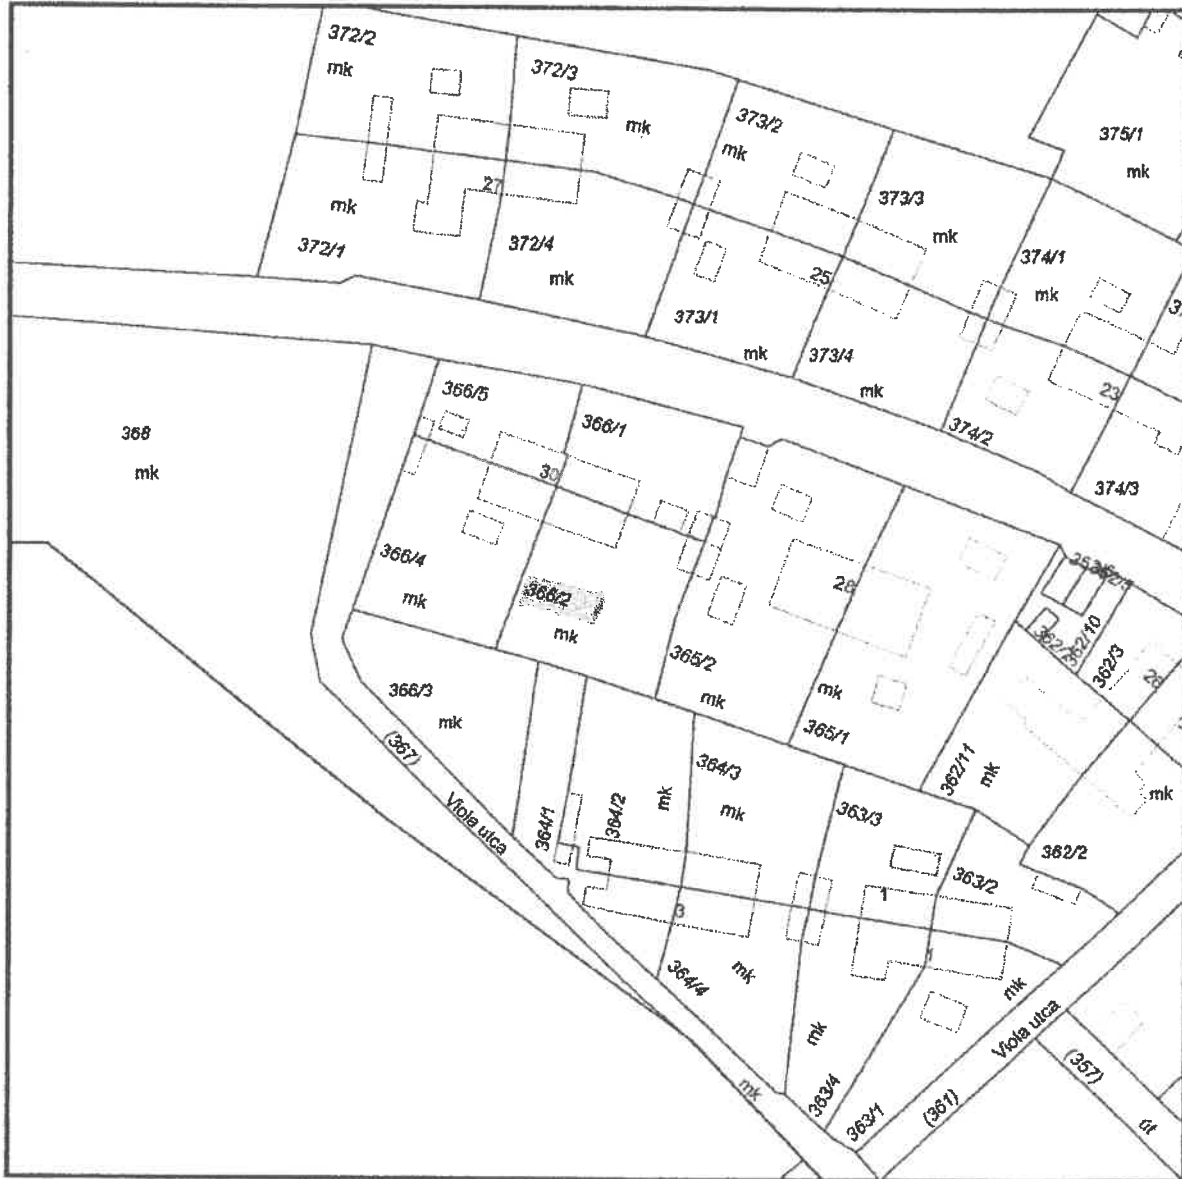 372/2
mk
372/3
mk
373/2
mk
375/1
mk
27
mk
372/1
372/4
mk
373/3
mk
374/1
mk
25
373/1
mk
373/4
mk
23
374/2
374/3
368
mk
366/5
366/1
30
366/4
mk
366/2
mk
28
365/2
mk
mk
365/1
362/10
362/3
26
366/3
mk
(367)
Viola utca
364/1
364/2
mk
364/3
mk
363/3
362/11
mk
mk
362/2
363/2
3
1
1
364/4
mk
mk
mk
363/4
363/1
mk
Viola utca
(361)
(357)
út